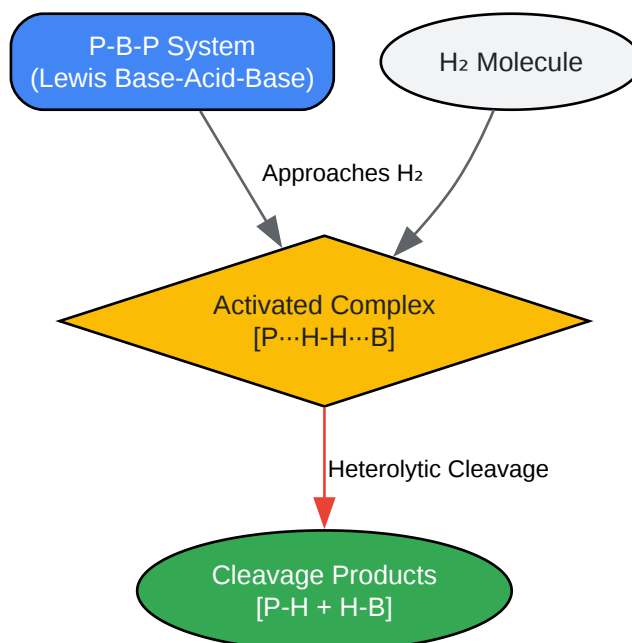 P-B-P System
(Lewis Base-Acid-Base)
H₂ Molecule
Approaches H₂
Activated Complex
[P···H-H···B]
Heterolytic Cleavage
Cleavage Products
[P-H + H-B]